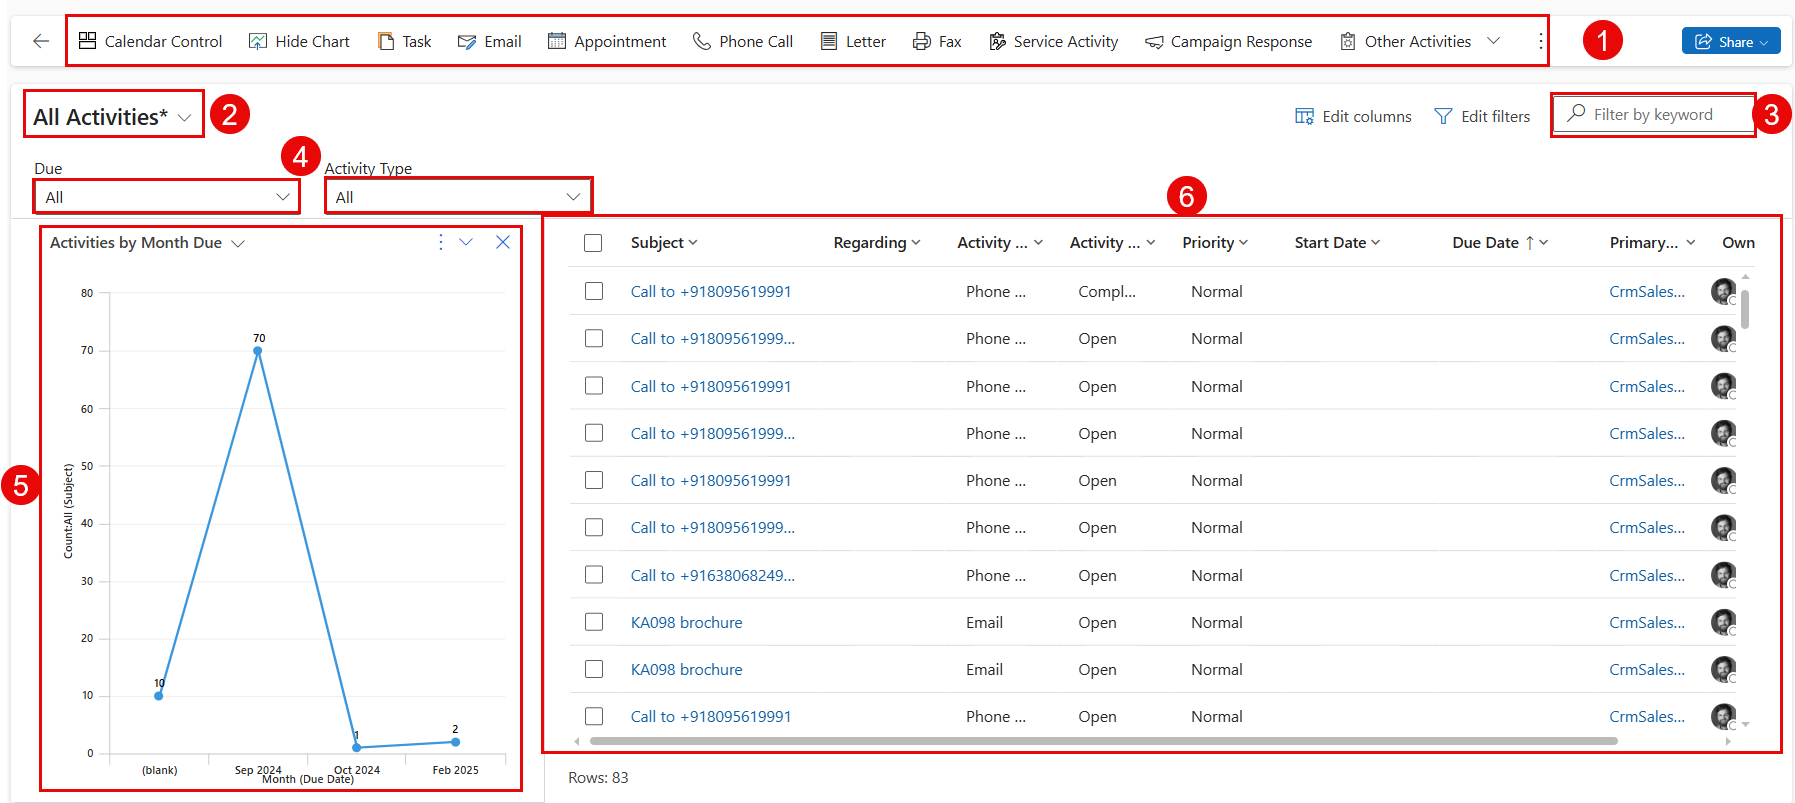 Calendar Control Hide Chart Task Email Appointment Phone Call Letter Fax Service Activity Campaign Response Other Activities 1 Share
All Activities* 2 Edit columns Edit filters Filter by keyword 3
4
Due Activity Type
All All
6
Activities by Month Due
Subject Regarding Activity ... Activity ... Priority Start Date Due Date ↑ Primary... Own
Call to +918095619991 Phone ... Compl... Normal CrmSales...
Call to +91809561999... Phone ... Open Normal CrmSales...
Call to +918095619991 Phone ... Open Normal CrmSales...
Call to +91809561999... Phone ... Open Normal CrmSales...
Call to +918095619991 Phone ... Open Normal CrmSales...
Call to +91809561999... Phone ... Open Normal CrmSales...
Call to +91638068249... Phone ... Open Normal CrmSales...
KA098 brochure Email Open Normal CrmSales...
KA098 brochure Email Open Normal CrmSales...
Call to +918095619991 Phone ... Open Normal CrmSales...
Rows: 83
5
Count:All (Subject)
80
70
60
50
40
30
20
10
0
10
70
1
2
(blank) Sep 2024 Oct 2024 Feb 2025
Month (Due Date)